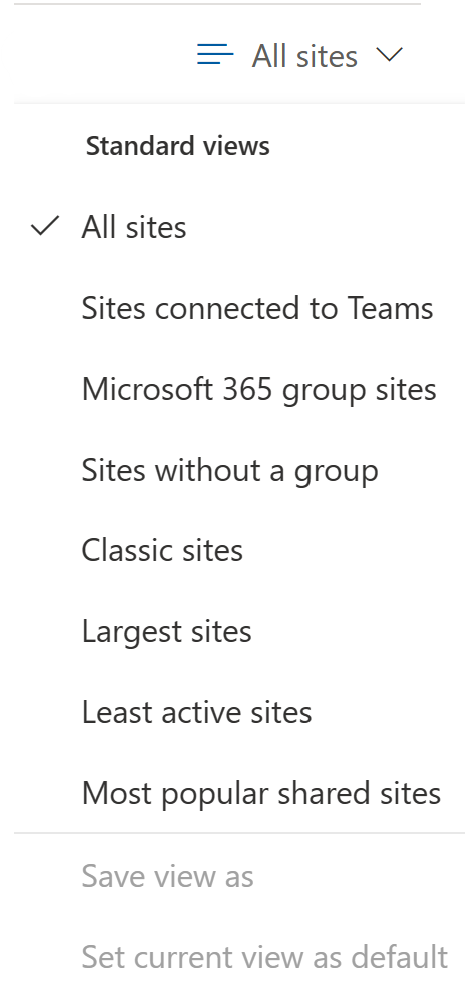 All sites
Standard views
All sites
Sites connected to Teams
Microsoft 365 group sites
Sites without a group
Classic sites
Largest sites
Least active sites
Most popular shared sites
Save view as
Set current view as default